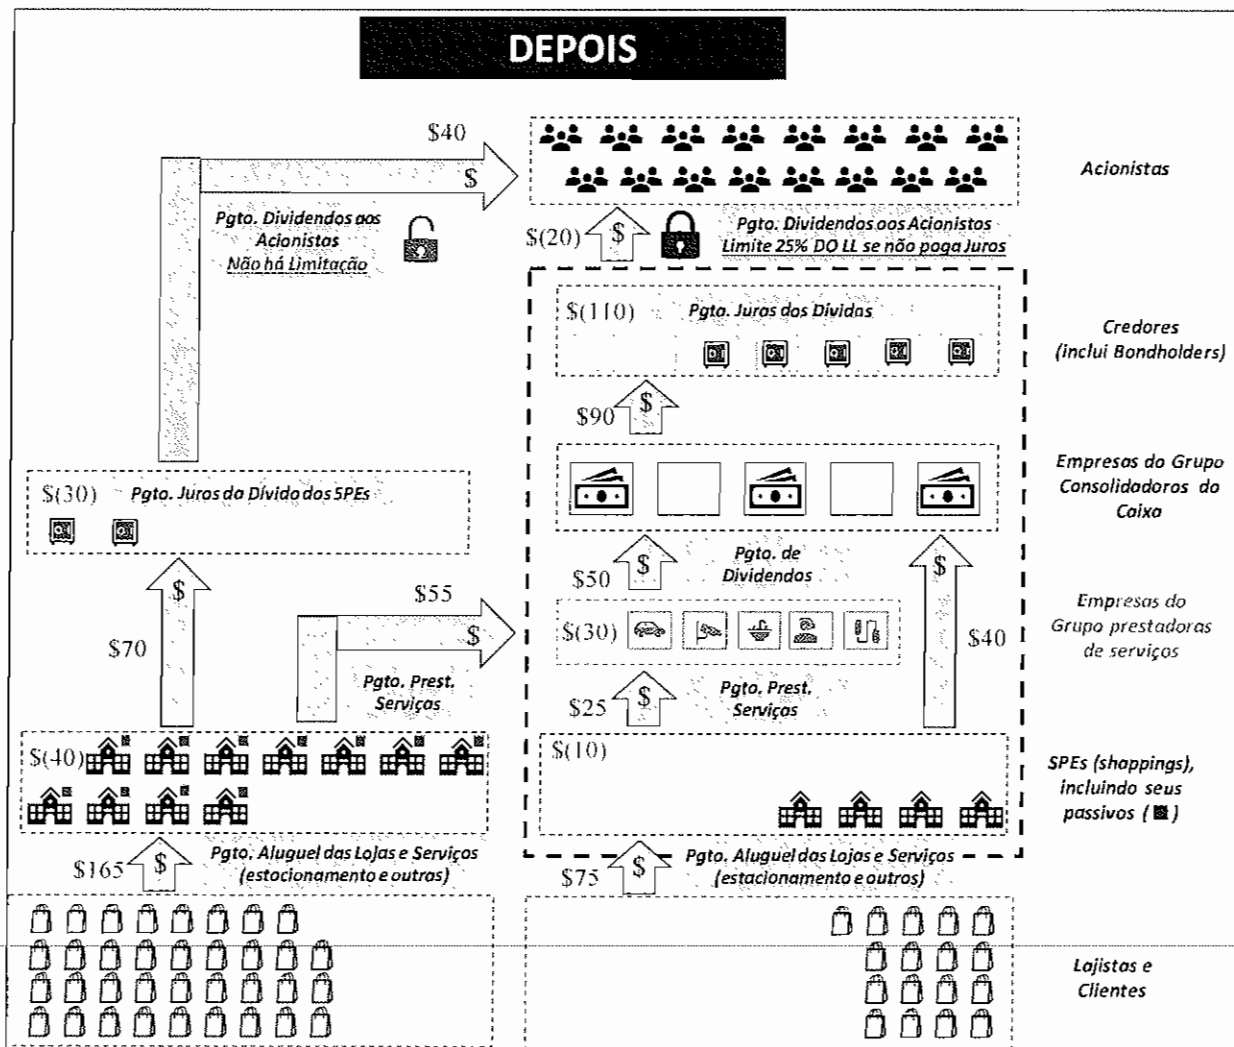 DEPOIS
$40
$
Acionistas
Pgto. Dividendos aos
Acionistas
Não há Limitação
$(20)
$
Pgto. Dividendos aos Acionistas
Limite 25% DO LL se não paga Juros
$(110)
Pgto. Juros das Dívidas
Credores
(inclui Bondholders)
$90
$
$(30)
Pgto. Juros da Dívida das SPEs
Empresas do Grupo
Consolidadoras do
Caixa
$
$70
$50
$
Pgto. de
Dividendos
$
$40
$55
$
Pgto. Prest.
Serviços
$(30)
Empresas do
Grupo prestadoras
de serviços
$25
$
Pgto. Prest.
Serviços
$(40)
$(10)
SPEs (shoppings),
incluindo seus
passivos ( )
$165
$
Pgto. Aluguel das Lojas e Serviços
(estacionamento e outros)
$75
$
Pgto. Aluguel das Lojas e Serviços
(estacionamento e outros)
Lojistas e
Clientes